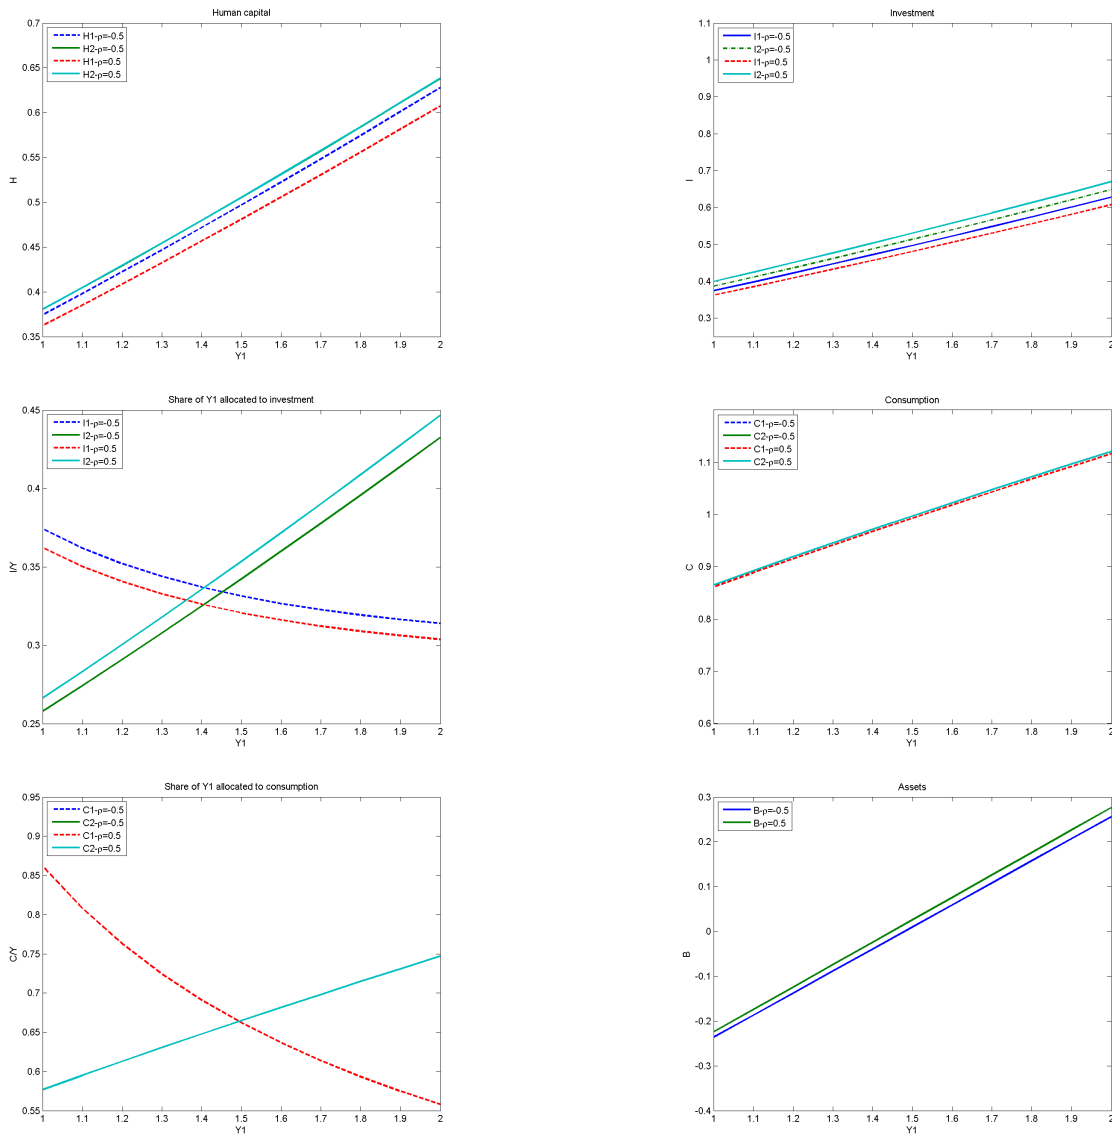 Human capital
H1-ρ=-0.5
H2-ρ=-0.5
H1-ρ=0.5
H2-ρ=0.5
0.7
0.65
0.6
0.55
0.5
0.45
0.4
0.35
H
1 1.1 1.2 1.3 1.4 1.5 1.6 1.7 1.8 1.9 2
Y1
Investment
I1-ρ=-0.5
I2-ρ=-0.5
I1-ρ=0.5
I2-ρ=0.5
1.1
1
0.9
0.8
0.7
0.6
0.5
0.4
0.3
I
1 1.1 1.2 1.3 1.4 1.5 1.6 1.7 1.8 1.9 2
Y1
Share of Y1 allocated to investment
I1-ρ=-0.5
I2-ρ=-0.5
I1-ρ=0.5
I2-ρ=0.5
0.45
0.4
0.35
0.3
0.25
I/Y
1 1.1 1.2 1.3 1.4 1.5 1.6 1.7 1.8 1.9 2
Y1
Consumption
C1-ρ=-0.5
C2-ρ=-0.5
C1-ρ=0.5
C2-ρ=0.5
1.1
1
0.9
0.8
0.7
0.6
C
1 1.1 1.2 1.3 1.4 1.5 1.6 1.7 1.8 1.9 2
Y1
Share of Y1 allocated to consumption
C1-ρ=-0.5
C2-ρ=-0.5
C1-ρ=0.5
C2-ρ=0.5
0.95
0.9
0.85
0.8
0.75
0.7
0.65
0.6
0.55
C/Y
1 1.1 1.2 1.3 1.4 1.5 1.6 1.7 1.8 1.9 2
Y1
Assets
B-ρ=-0.5
B-ρ=0.5
0.3
0.2
0.1
0
-0.1
-0.2
-0.3
-0.4
B
1 1.1 1.2 1.3 1.4 1.5 1.6 1.7 1.8 1.9 2
Y1